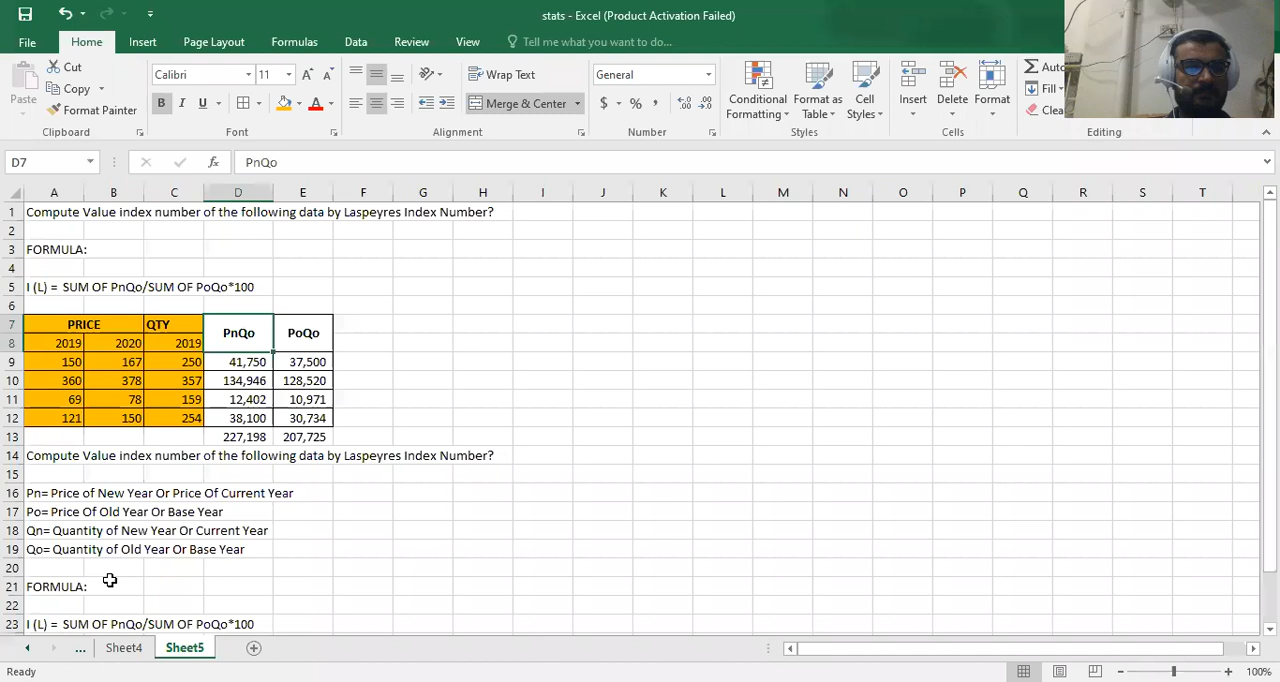 stats - Excel (Product Activation Failed)
File Home Insert Page Layout Formulas Data Review View Tell me what you want to do...
Paste
Cut
Copy
Format Painter
Clipboard
Calibri 11
B I U
Font
Wrap Text
Merge & Center
Alignment
General
$ % ,
Number
Conditional Formatting
Format as Table
Cell Styles
Styles
Insert Delete Format
Cells
Auto
Fill
Clea
Editing
D7 fx PnQo
A B C D E F G H I J K L M N O P Q R S T
1 Compute Value index number of the following data by Laspeyres Index Number?
2
3 FORMULA:
4
5 I (L) = SUM OF PnQo/SUM OF PoQo*100
6
7 PRICE QTY PnQo PoQo
8 2019 2020 2019
9 150 167 250 41,750 37,500
10 360 378 357 134,946 128,520
11 69 78 159 12,402 10,971
12 121 150 254 38,100 30,734
13 227,198 207,725
14 Compute Value index number of the following data by Laspeyres Index Number?
15
16 Pn= Price of New Year Or Price Of Current Year
17 Po= Price Of Old Year Or Base Year
18 Qn= Quantity of New Year Or Current Year
19 Qo= Quantity of Old Year Or Base Year
20
21 FORMULA:
22
23 I (L) = SUM OF PnQo/SUM OF PoQo*100
... Sheet4 Sheet5
Ready 100%